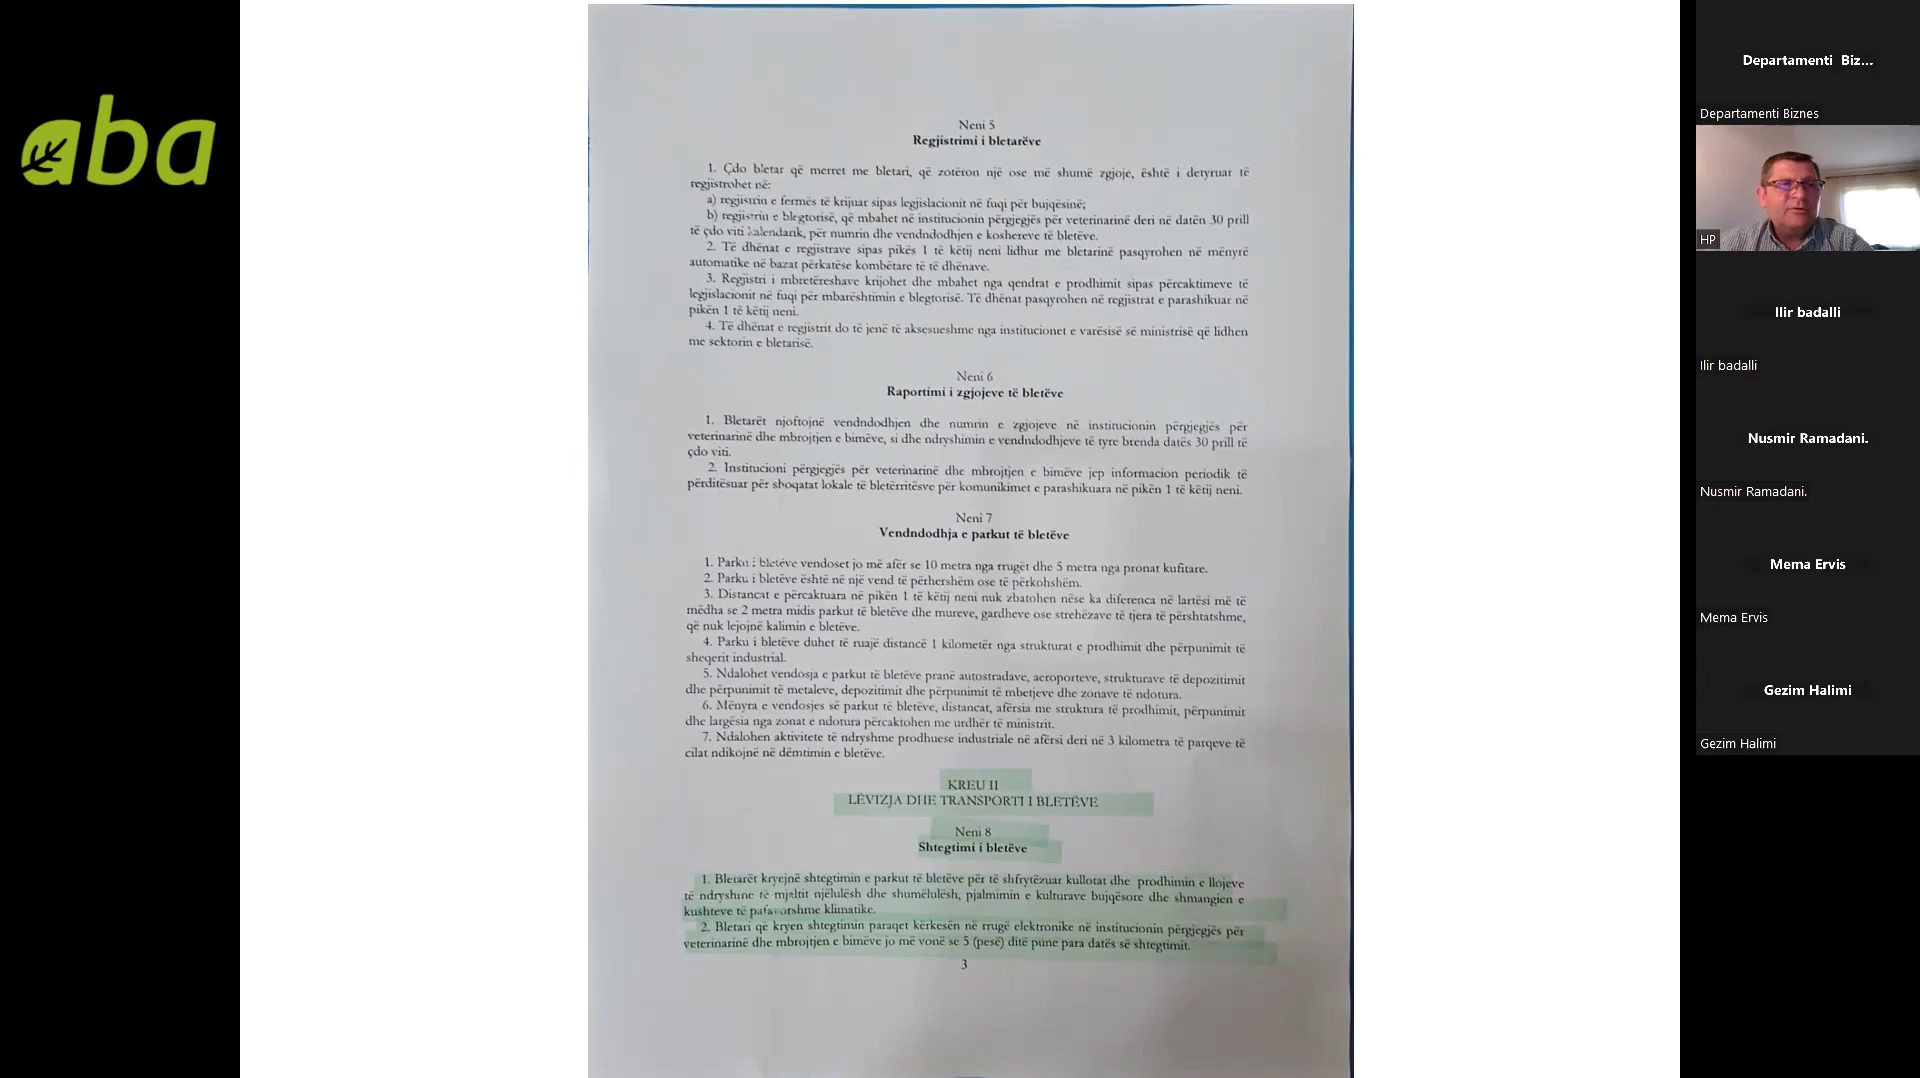 aba
Neni 5
Regjistrimi i bletarëve
1. Çdo bletar që merret me bletari, që zotëron një ose më shumë zgjoje, është i detyruar të
regjistrohet në:
a) regjistrin e fermës të krijuar sipas legjislacionit në fuqi për bujqësinë;
b) regjistrin e blegtorisë, që mbahet në institucionin përgjegjës për veterinarinë deri në datën 30 prill
të çdo viti kalendarik, për numrin dhe vendndodhjen e koshereve të bletëve.
2. Të dhënat e regjistrave sipas pikës 1 të këtij neni lidhur me bletarinë pasqyrohen në mënyrë
automatike në bazat përkatëse kombëtare të të dhënave.
3. Regjistri i mbretëreshave krijohet dhe mbahet nga qendrat e prodhimit sipas përcaktimeve të
legjislacionit në fuqi për mbarështimin e blegtorisë. Të dhënat pasqyrohen në regjistrat e parashikuar në
pikën 1 të këtij neni.
4. Të dhënat e regjistrit do të jenë të aksesueshme nga institucionet e varësisë së ministrisë që lidhen
me sektorin e bletarisë.
Neni 6
Raportimi i zgjojeve të bletëve
1. Bletarët njoftojnë vendndodhjen dhe numrin e zgjojeve në institucionin përgjegjës për
veterinarinë dhe mbrojtjen e bimëve, si dhe ndryshimin e vendndodhjeve të tyre brenda datës 30 prill të
çdo viti.
2. Institucioni përgjegjës për veterinarinë dhe mbrojtjen e bimëve jep informacion periodik të
përditësuar për shoqatat lokale të bletërritësve për komunikimet e parashikuara në pikën 1 të këtij neni.
Neni 7
Vendndodhja e parkut të bletëve
1. Parku i bletëve vendoset jo më afër se 10 metra nga rrugët dhe 5 metra nga pronat kufitare.
2. Parku i bletëve është në një vend të përhershëm ose të përkohshëm.
3. Distancat e përcaktuara në pikën 1 të këtij neni nuk zbatohen nëse ka diferenca në lartësi më të
mëdha se 2 metra midis parkut të bletëve dhe mureve, gardheve ose strehëzave të tjera të përshtatshme,
që nuk lejojnë kalimin e bletëve.
4. Parku i bletëve duhet të ruajë distancë 1 kilometër nga strukturat e prodhimit dhe përpunimit të
sheqerit industrial.
5. Ndalohet vendosja e parkut të bletëve pranë autostradave, aeroporteve, strukturave të depozitimit
dhe përpunimit të metaleve, depozitimit dhe përpunimit të mbetjeve dhe zonave të ndotura.
6. Mënyra e vendosjes së parkut të bletëve, distancat, afërsia me struktura të prodhimit, përpunimit
dhe largësia nga zonat e ndotura përcaktohen me urdhër të ministrit.
7. Ndalohen aktivitete të ndryshme prodhuese industriale në afërsi deri në 3 kilometra të parqeve të
cilat ndikojnë në dëmtimin e bletëve.
KREU II
LËVIZJA DHE TRANSPORTI I BLETËVE
Neni 8
Shtegtimi i bletëve
1. Bletarët kryejnë shtegtimin e parkut të bletëve për të shfrytëzuar kullotat dhe prodhimin e llojeve
të ndryshme të mjaltit njëlulësh dhe shumëlulësh, pjalmimin e kulturave bujqësore dhe shmangien e
kushteve të pafavorshme klimatike.
2. Bletari që kryen shtegtimin paraqet kërkesën në rrugë elektronike në institucionin përgjegjës për
veterinarinë dhe mbrojtjen e bimëve jo më vonë se 5 (pesë) ditë pune para datës së shtegtimit.
3
Departamenti Biz...
Departamenti Biznes
HP
Ilir badalli
Ilir badalli
Nusmir Ramadani.
Nusmir Ramadani.
Mema Ervis
Mema Ervis
Gezim Halimi
Gezim Halimi